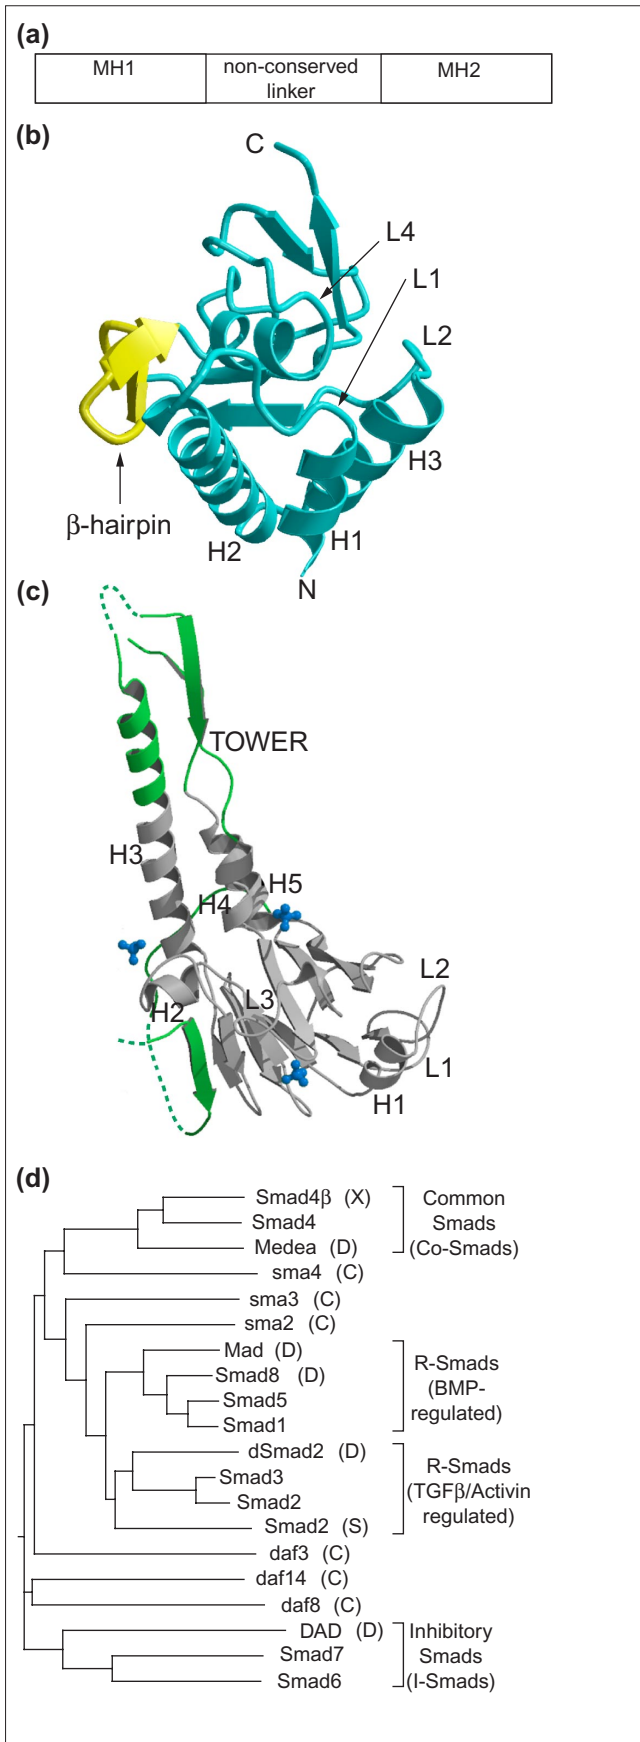 (a)
MH1 non-conserved linker MH2
(b)
C
L4
L1
L2
H3
β-hairpin
H2
H1
N
(c)
TOWER
H3
H5
H4
L2
L3
H2
L1
H1
(d)
Smad4β (X)
Smad4
Medea (D)
Common
Smads
(Co-Smads)
sma4 (C)
sma3 (C)
sma2 (C)
Mad (D)
Smad8 (D)
Smad5
Smad1
R-Smads
(BMP-
regulated)
dSmad2 (D)
Smad3
Smad2
Smad2 (S)
R-Smads
(TGFβ/Activin
regulated)
daf3 (C)
daf14 (C)
daf8 (C)
DAD (D)
Smad7
Smad6
Inhibitory
Smads
(I-Smads)